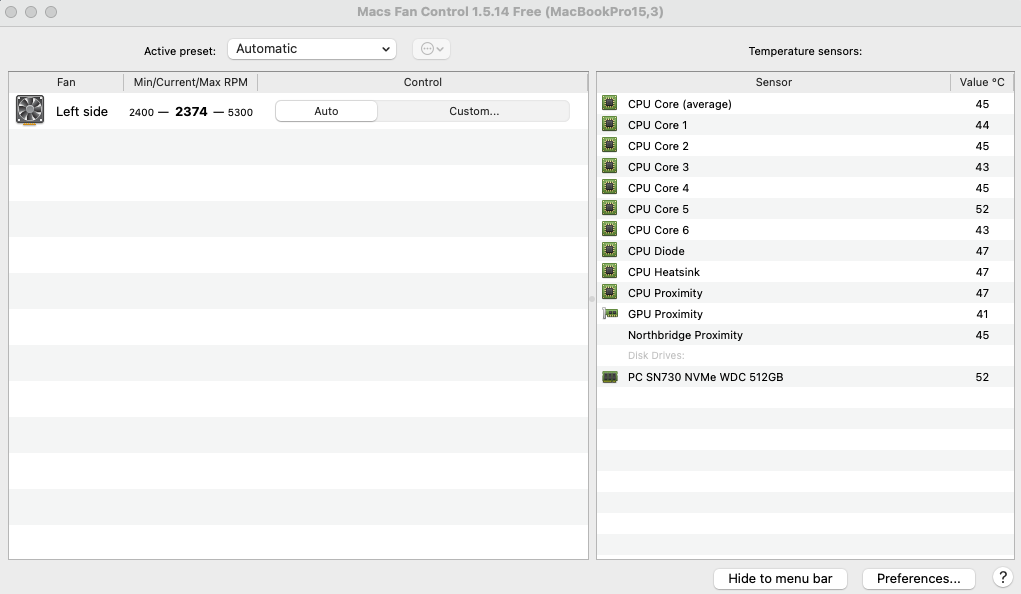 Macs Fan Control 1.5.14 Free (MacBookPro15,3)
Active preset: Automatic
Temperature sensors:
Fan Min/Current/Max RPM Control
Left side 2400 — 2374 — 5300 Auto Custom...
Sensor Value °C
CPU Core (average) 45
CPU Core 1 44
CPU Core 2 45
CPU Core 3 43
CPU Core 4 45
CPU Core 5 52
CPU Core 6 43
CPU Diode 47
CPU Heatsink 47
CPU Proximity 47
GPU Proximity 41
Northbridge Proximity 45
Disk Drives:
PC SN730 NVMe WDC 512GB 52
Hide to menu bar Preferences... ?